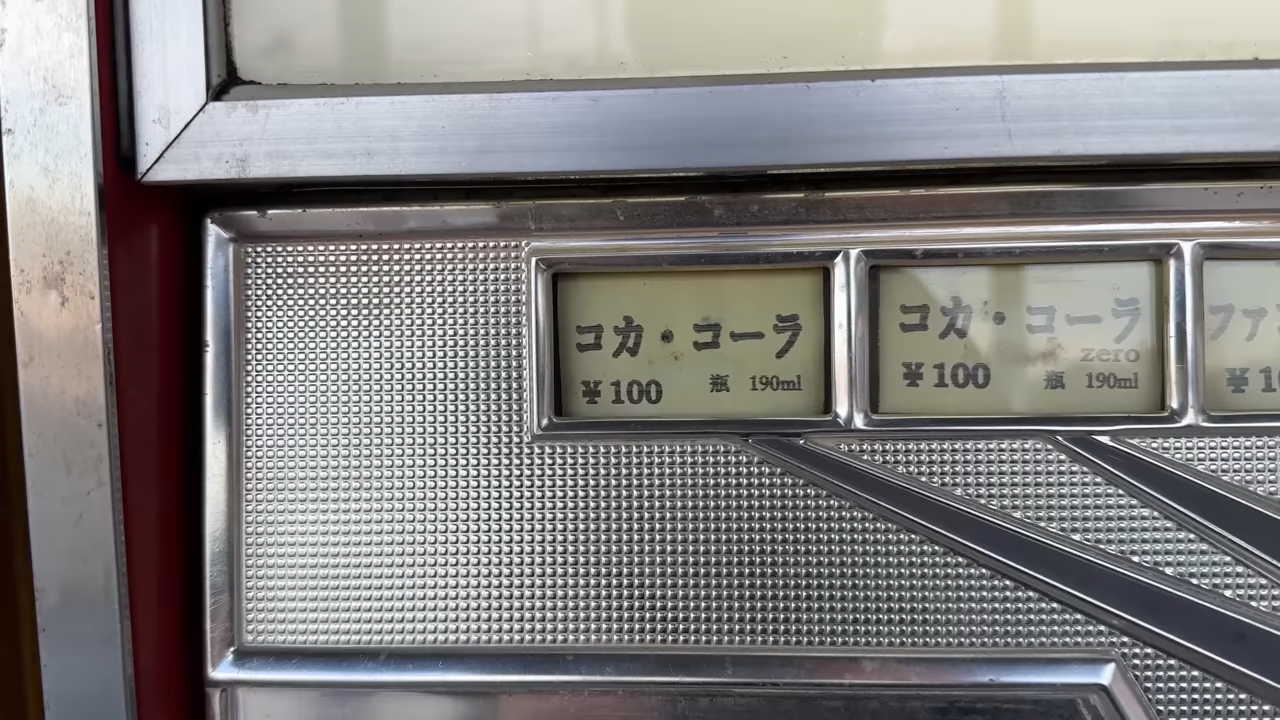 コカ・コーラ
¥100 瓶 190ml
コカ・コーラ
zero
¥100 瓶 190ml
ファ
¥10